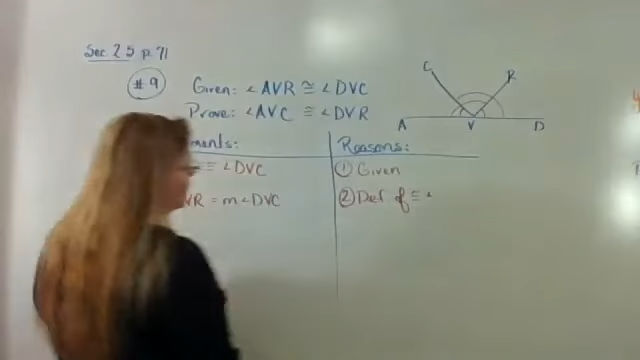 Sec 2.5 p. 71
#9
Given: ∠AVR ≅ ∠DVC
Prove: ∠AVC ≅ ∠DVR
C
R
A
V
D
ments:
Reasons:
≅ ∠DVC
① Given
VR = m∠DVC
② Def of ≅ ∠